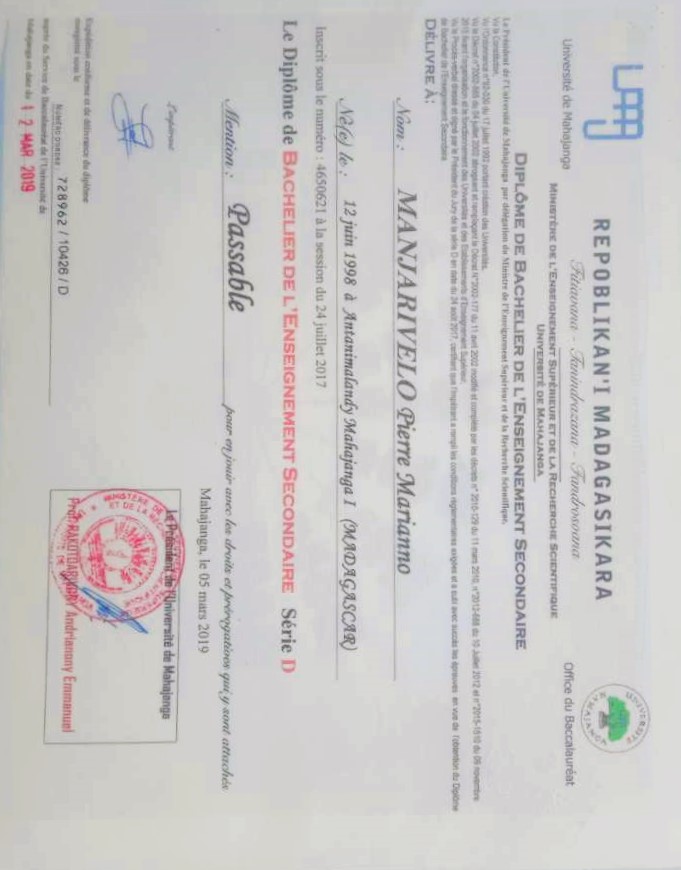 Université de Mahajanga
UNIVERSITÉ MAHAJANGA
Office du Baccalauréat
REPOBLIKAN'I MADAGASIKARA
Fitiavana - Tanindrazana - Fandrosoana
MINISTÈRE DE L'ENSEIGNEMENT SUPÉRIEUR ET DE LA RECHERCHE SCIENTIFIQUE
UNIVERSITÉ DE MAHAJANGA
DIPLÔME DE BACHELIER DE L'ENSEIGNEMENT SECONDAIRE
Le Président de l'Université de Mahajanga par délégation du Ministre de l'Enseignement Supérieur et de la Recherche Scientifique,
Vu la Constitution,
Vu l'Ordonnance n°92-030 du 17 juillet 1992 portant création des Universités,
Vu le Décret n°2002-565 du 04 juillet 2002 abrogeant et remplaçant le Décret N°2002-177 du 11 avril 2002 modifié et complété par les décrets n° 2010-129 du 11 mars 2010, n°2012-688 du 10 Juillet 2012 et n°2015-1510 du 09 novembre
2015 fixant l'organisation et le fonctionnement des Universités et des Etablissements d'Enseignement Supérieur,
Vu le Procès-verbal dressé et signé par le Président du Jury de la série D en date du 24 août 2017, certifiant que l'impétrant a rempli les conditions réglementaires exigées et a subi avec succès les épreuves en vue de l'obtention du Diplôme
de Bachelier de l'Enseignement Secondaire.
DÉLIVRE À:
Nom : MANJARIVELO Pierre Marianno
Né(e) le : 12 juin 1998 à Antanimalandy Mahajanga I (MADAGASCAR)
Inscrit sous le numéro : 4650621 à la session du 24 juillet 2017
Le Diplôme de BACHELIER DE L'ENSEIGNEMENT SECONDAIRE Série D
Mention : Passable pour en jouir avec les droits et prérogatives qui y sont attachés
Mahajanga, le 05 mars 2019
L'impétrant
Le Président de l'Université de Mahajanga
Prof. RAKOTOARIVONY Andrianony Emmanuel
Expédition conforme et de délivrance du diplôme
enregistré sous le
NUMÉRO D'ORDRE : 728962 / 10426 / D
auprès du Service de Baccalauréat de l'Université de
Mahajanga en date du 12 MAR 2019